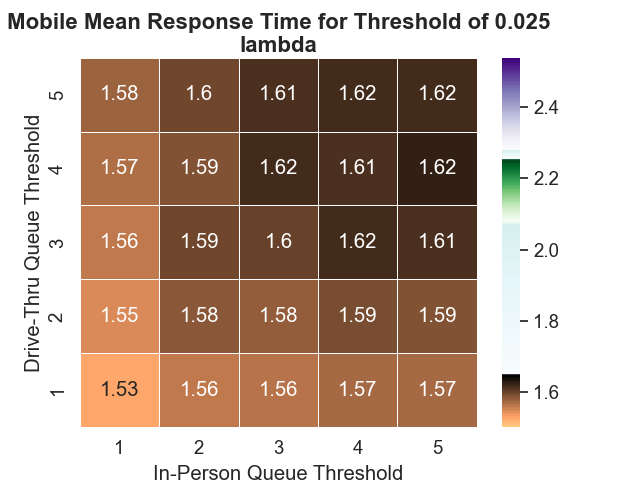 Mobile Mean Response Time for Threshold of 0.025
lambda
Drive-Thru Queue Threshold
5 1.58 1.6 1.61 1.62 1.62
4 1.57 1.59 1.62 1.61 1.62
3 1.56 1.59 1.6 1.62 1.61
2 1.55 1.58 1.58 1.59 1.59
1 1.53 1.56 1.56 1.57 1.57
1 2 3 4 5
In-Person Queue Threshold
2.4
2.2
2.0
1.8
1.6